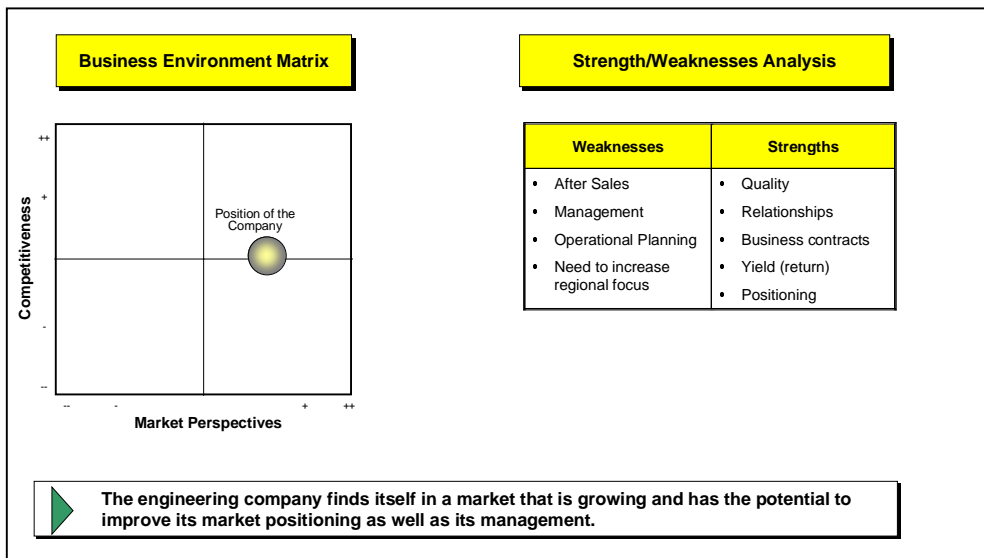 Business Environment Matrix
Strength/Weaknesses Analysis
++
+
-
--
Competitiveness
Position of the
Company
--
-
+
++
Market Perspectives
Weaknesses
Strengths
• After Sales
• Management
• Operational Planning
• Need to increase
regional focus
• Quality
• Relationships
• Business contracts
• Yield (return)
• Positioning
The engineering company finds itself in a market that is growing and has the potential to
improve its market positioning as well as its management.